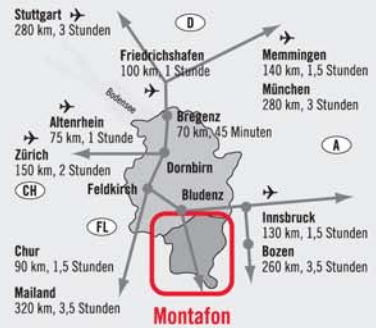 Stuttgart
280 km, 3 Stunden
D
Friedrichshafen
100 km, 1 Stunde
Memmingen
140 km, 1,5 Stunden
München
280 km, 3 Stunden
Bodensee
Altenrhein
75 km, 1 Stunde
Bregenz
70 km, 45 Minuten
Zürich
150 km, 2 Stunden
Dornbirn
A
CH
Feldkirch
Bludenz
FL
Innsbruck
130 km, 1,5 Stunden
Bozen
260 km, 3,5 Stunden
Chur
90 km, 1,5 Stunden
Mailand
320 km, 3,5 Stunden
Montafon